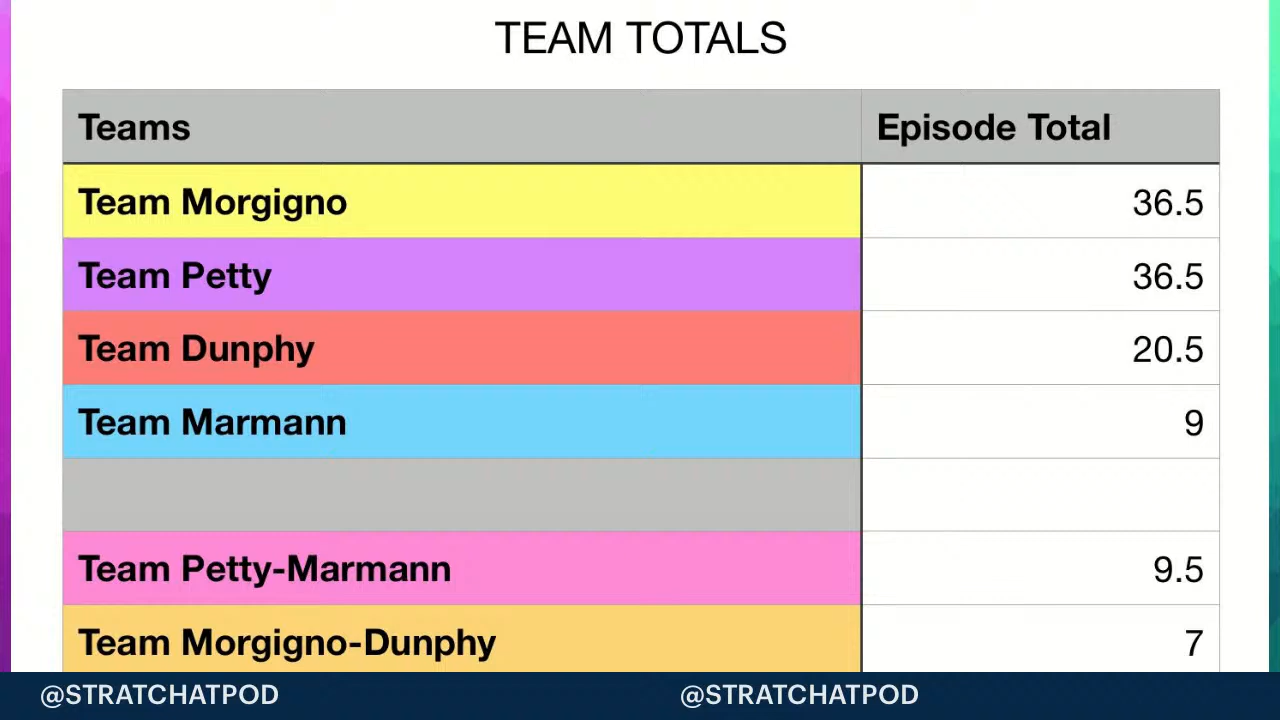 TEAM TOTALS
Teams Episode Total
Team Morgigno 36.5
Team Petty 36.5
Team Dunphy 20.5
Team Marmann 9
Team Petty-Marmann 9.5
Team Morgigno-Dunphy 7
@STRATCHATPOD @STRATCHATPOD